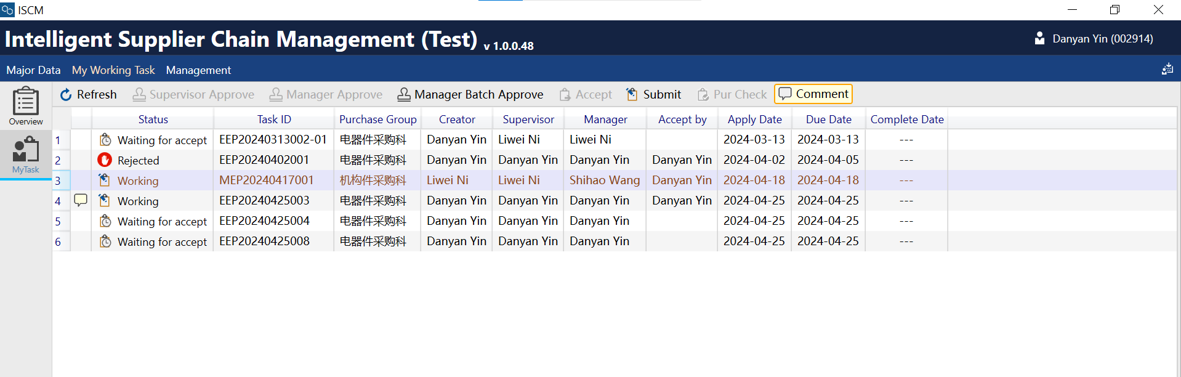 ISCM
Intelligent Supplier Chain Management (Test) v 1.0.0.48 Danyan Yin (002914)
Major Data My Working Task Management
Refresh Supervisor Approve Manager Approve Manager Batch Approve Accept Submit Pur Check Comment
Overview
MyTask
Status Task ID Purchase Group Creator Supervisor Manager Accept by Apply Date Due Date Complete Date
1 Waiting for accept EEP20240313002-01 电器件采购科 Danyan Yin Liwei Ni Liwei Ni 2024-03-13 2024-03-13 ---
2 Rejected EEP20240402001 电器件采购科 Danyan Yin Danyan Yin Danyan Yin Danyan Yin 2024-04-02 2024-04-05 ---
3 Working MEP20240417001 机构件采购科 Liwei Ni Liwei Ni Shihao Wang Danyan Yin 2024-04-18 2024-04-18 ---
4 Working EEP20240425003 电器件采购科 Danyan Yin Danyan Yin Danyan Yin Danyan Yin 2024-04-25 2024-04-25 ---
5 Waiting for accept EEP20240425004 电器件采购科 Danyan Yin Danyan Yin Danyan Yin 2024-04-25 2024-04-25 ---
6 Waiting for accept EEP20240425008 电器件采购科 Danyan Yin Danyan Yin Danyan Yin 2024-04-25 2024-04-25 ---